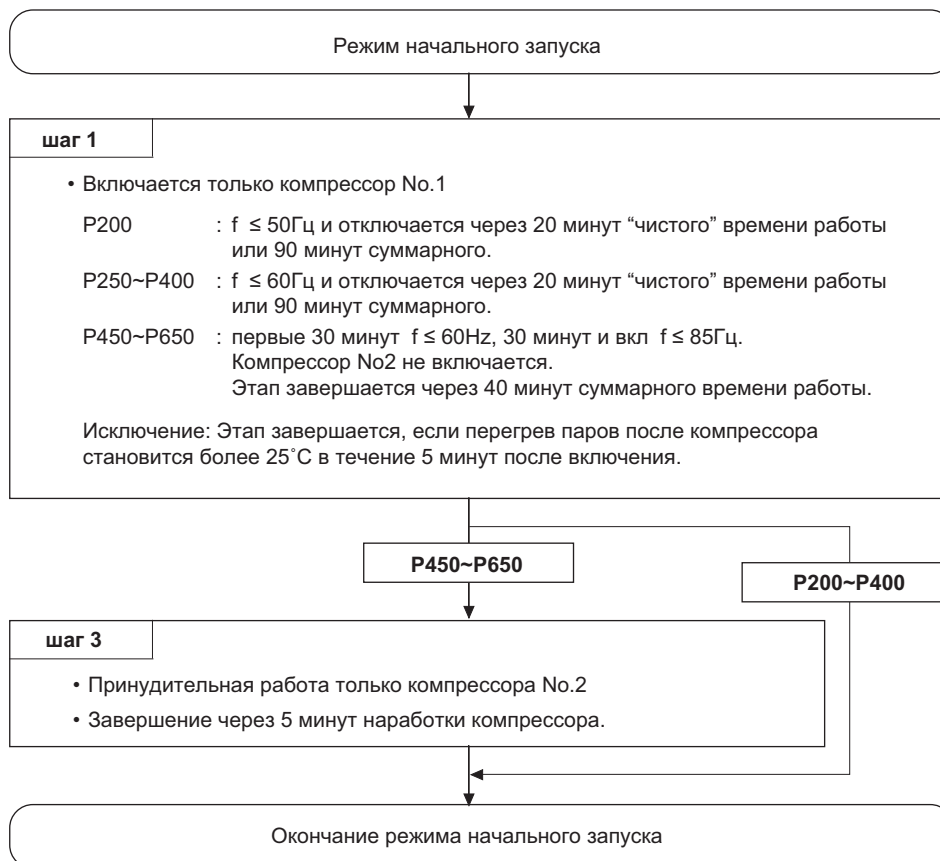 Режим начального запуска
шаг 1
• Включается только компрессор No.1
P200 : f ≤ 50Гц и отключается через 20 минут “чистого” времени работы
или 90 минут суммарного.
P250~P400 : f ≤ 60Гц и отключается через 20 минут “чистого” времени работы
или 90 минут суммарного.
P450~P650 : первые 30 минут f ≤ 60Hz, 30 минут и вкл f ≤ 85Гц.
Компрессор No2 не включается.
Этап завершается через 40 минут суммарного времени работы.
Исключение: Этап завершается, если перегрев паров после компрессора
становится более 25˚С в течение 5 минут после включения.
P450~P650
P200~P400
шаг 3
• Принудительная работа только компрессора No.2
• Завершение через 5 минут наработки компрессора.
Окончание режима начального запуска